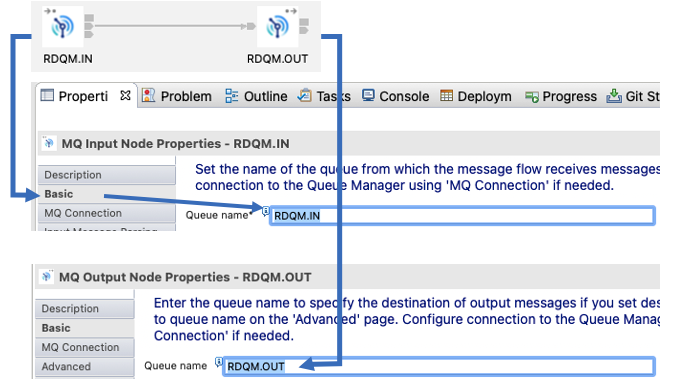 RDQM.IN RDQM.OUT
Properti Problem Outline Tasks Console Deploym Progress Git St
MQ Input Node Properties - RDQM.IN
Description
Basic
MQ Connection
Input Message Parsing
Set the name of the queue from which the message flow receives messages
connection to the Queue Manager using 'MQ Connection' if needed.
Queue name* RDQM.IN
MQ Output Node Properties - RDQM.OUT
Description
Basic
MQ Connection
Advanced
Enter the queue name to specify the destination of output messages if you set des
to queue name on the 'Advanced' page. Configure connection to the Queue Manag
Connection' if needed.
Queue name RDQM.OUT